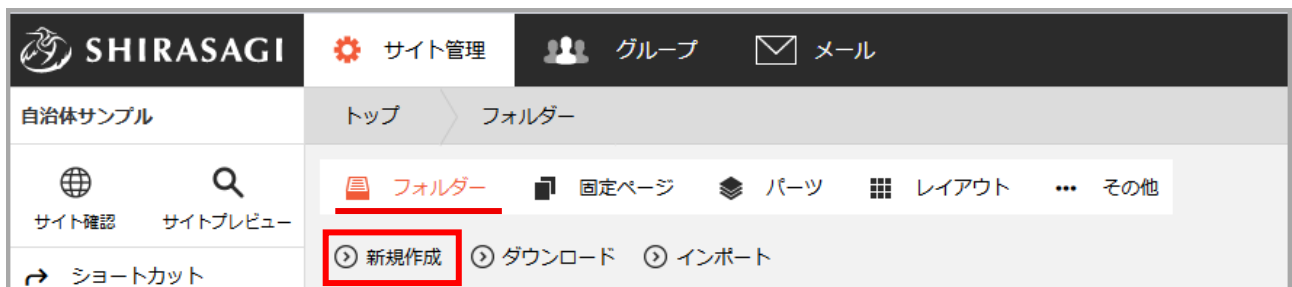 SHIRASAGI サイト管理 グループ メール
自治体サンプル トップ フォルダー
フォルダー 固定ページ パーツ レイアウト ••• その他
サイト確認 サイトプレビュー
新規作成 ダウンロード インポート
ショートカット